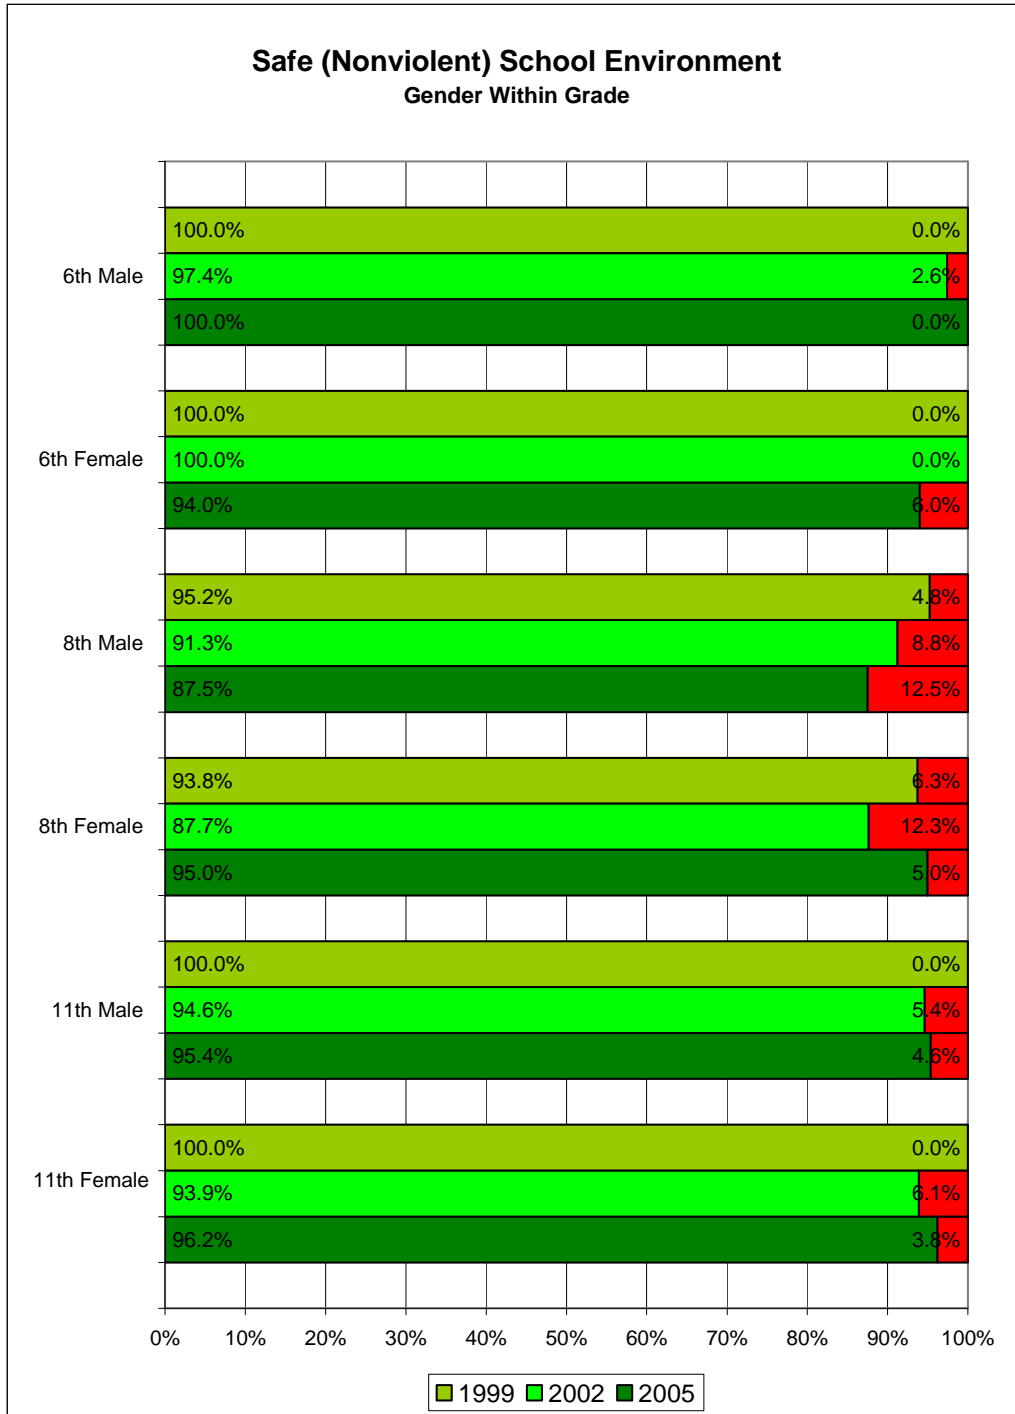 Safe (Nonviolent) School Environment
Gender Within Grade
100.0% 0.0%
6th Male 97.4% 2.6%
100.0% 0.0%
100.0% 0.0%
6th Female 100.0% 0.0%
94.0% 6.0%
95.2% 4.8%
8th Male 91.3% 8.8%
87.5% 12.5%
93.8% 6.3%
8th Female 87.7% 12.3%
95.0% 5.0%
100.0% 0.0%
11th Male 94.6% 5.4%
95.4% 4.6%
100.0% 0.0%
11th Female 93.9% 6.1%
96.2% 3.8%
0% 10% 20% 30% 40% 50% 60% 70% 80% 90% 100%
1999 2002 2005